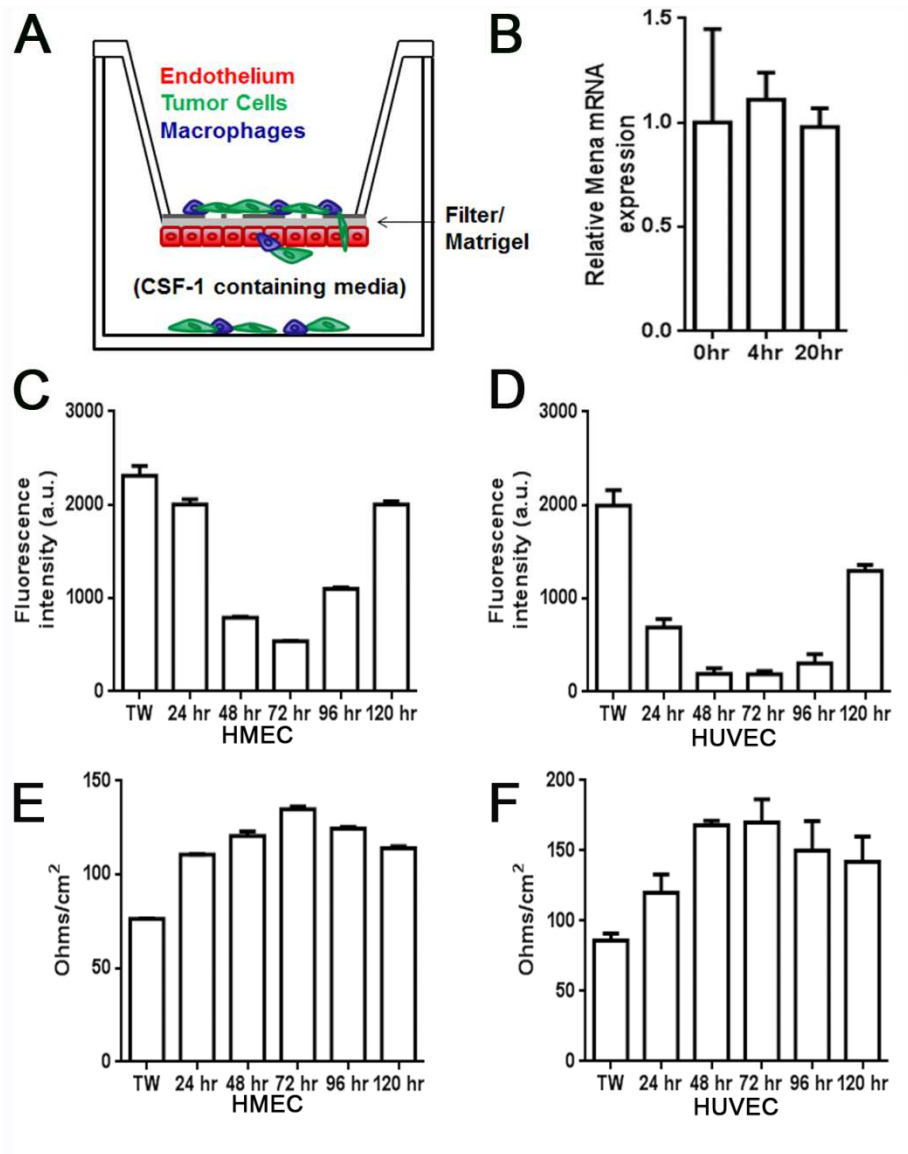 A
Endothelium
Tumor Cells
Macrophages
Filter/
Matrigel
(CSF-1 containing media)
B
Relative Mena mRNA
expression
1.5
1.0
0.5
0.0
0hr 4hr 20hr
C
Fluorescence
intensity (a.u.)
3000
2000
1000
0
TW 24 hr 48 hr 72 hr 96 hr 120 hr
HMEC
D
Fluorescence
intensity (a.u.)
3000
2000
1000
0
TW 24 hr 48 hr 72 hr 96 hr 120 hr
HUVEC
E
Ohms/cm²
150
100
50
0
TW 24 hr 48 hr 72 hr 96 hr 120 hr
HMEC
F
Ohms/cm²
200
150
100
50
0
TW 24 hr 48 hr 72 hr 96 hr 120 hr
HUVEC